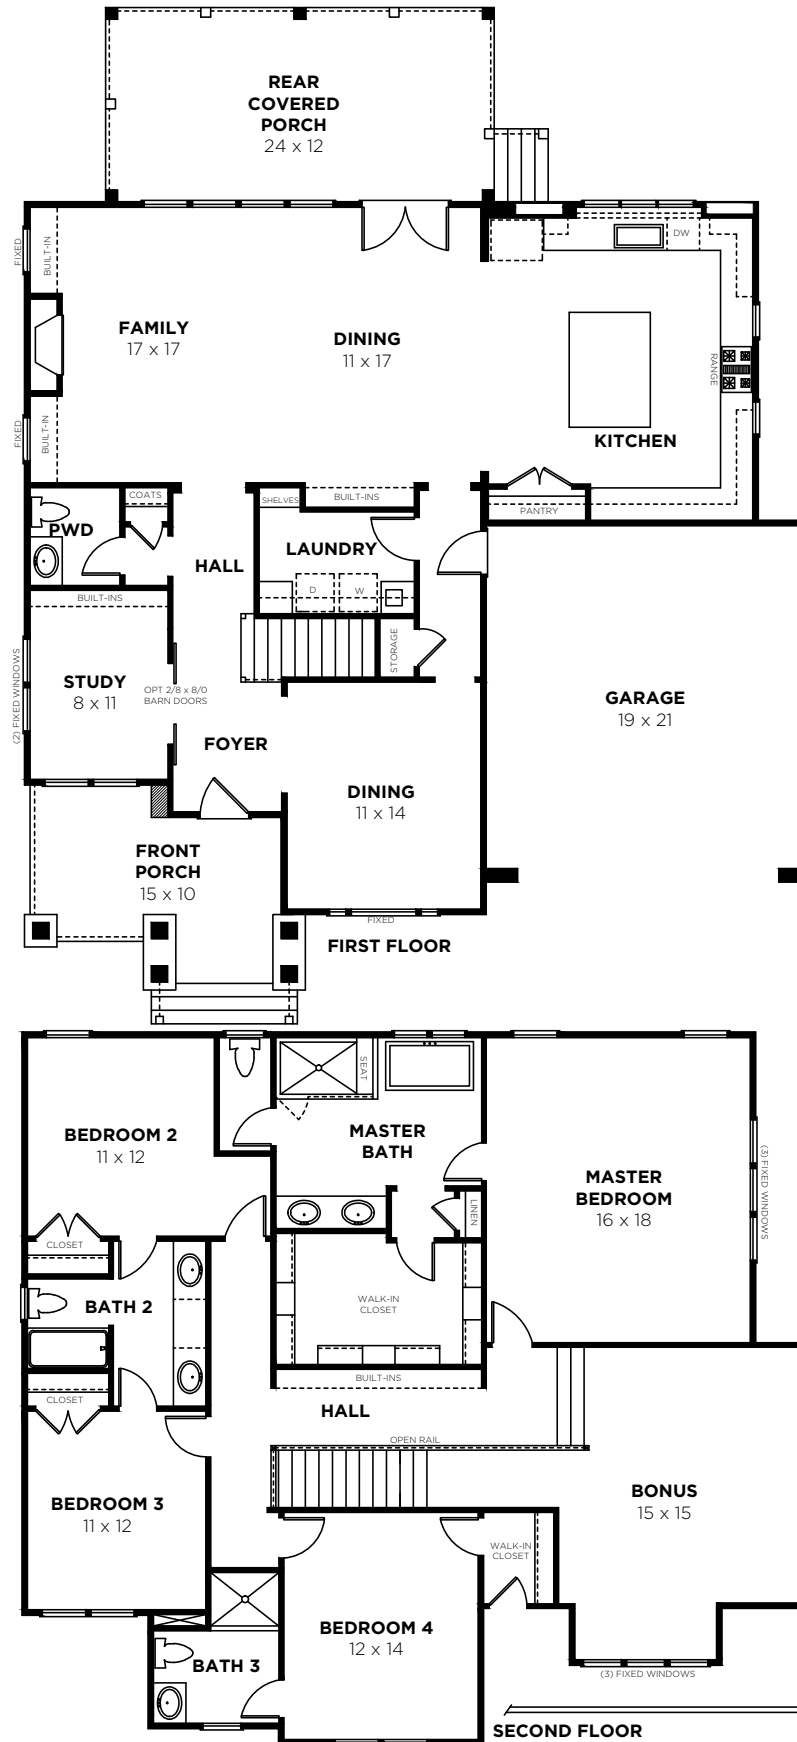 REAR
COVERED
PORCH
24 x 12
FIXED
BUILT-IN
DW
FAMILY
17 x 17
DINING
11 x 17
RANGE
FIXED
BUILT-IN
KITCHEN
COATS
SHELVES
BUILT-INS
PANTRY
PWD
LAUNDRY
HALL
D
W
BUILT-INS
STORAGE
(2) FIXED WINDOWS
STUDY
8 x 11
OPT 2/8 x 8/0
BARN DOORS
GARAGE
19 x 21
FOYER
DINING
11 x 14
FRONT
PORCH
15 x 10
FIXED
FIRST FLOOR
SEAT
BEDROOM 2
11 x 12
MASTER
BATH
MASTER
BEDROOM
16 x 18
(3) FIXED WINDOWS
LINEN
CLOSET
BATH 2
WALK-IN
CLOSET
BUILT-INS
CLOSET
HALL
OPEN RAIL
BEDROOM 3
11 x 12
BONUS
15 x 15
WALK-IN
CLOSET
BEDROOM 4
12 x 14
BATH 3
(3) FIXED WINDOWS
SECOND FLOOR